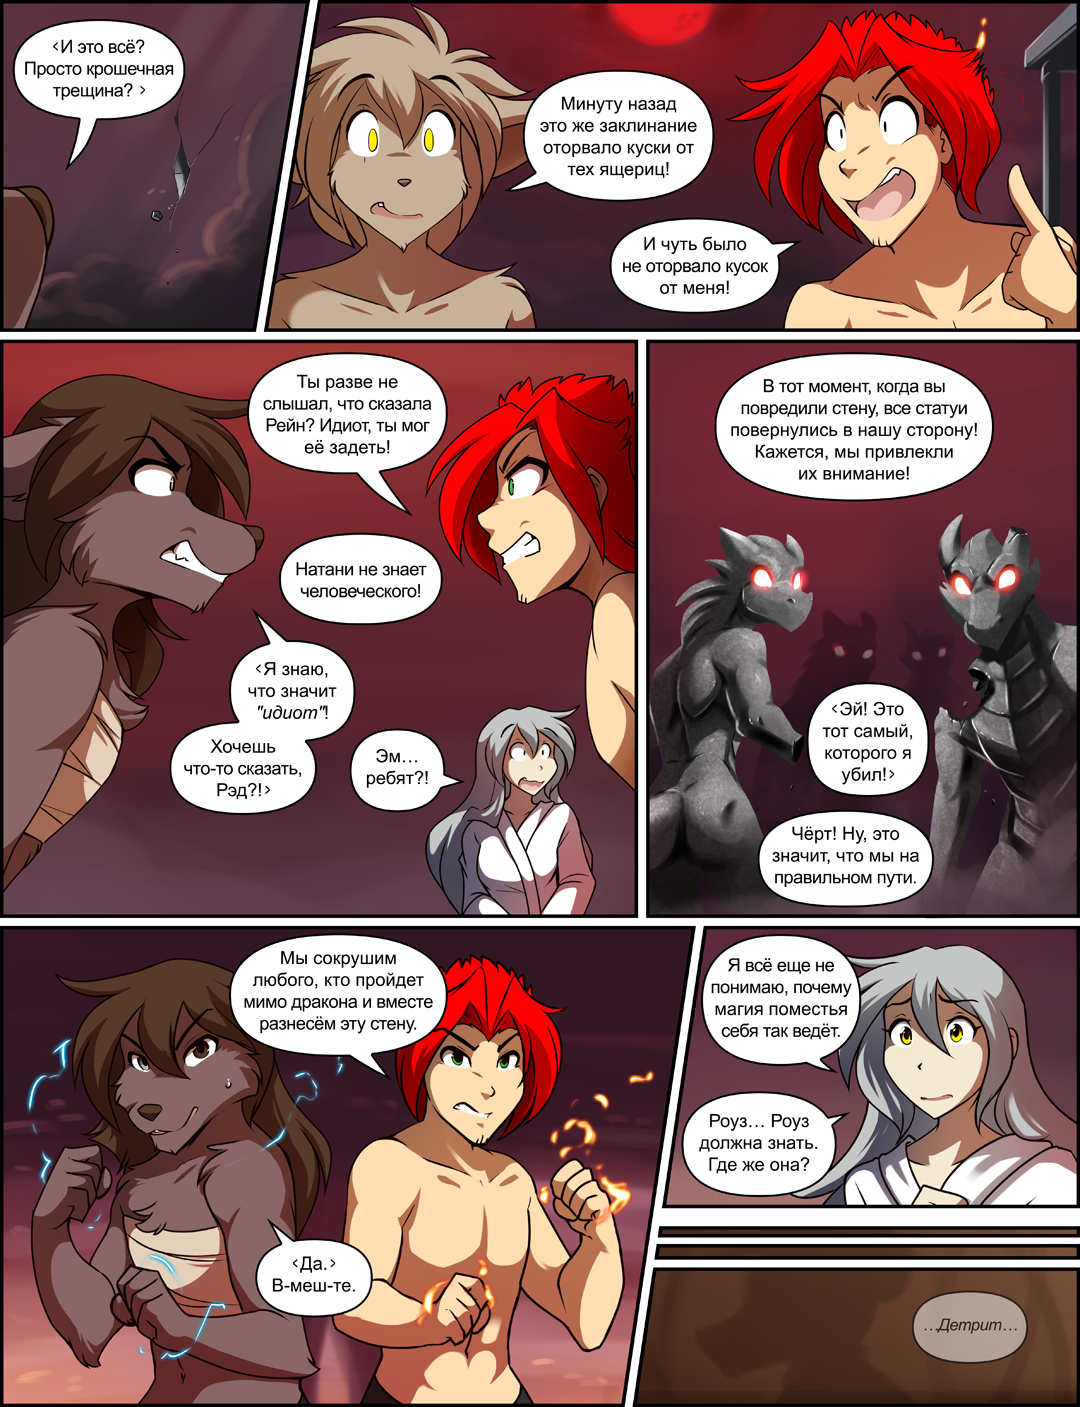 ‹И это всё?
Просто крошечная
трещина? ›
Минуту назад
это же заклинание
оторвало куски от
тех ящериц!
И чуть было
не оторвало кусок
от меня!
Ты разве не
слышал, что сказала
Рейн? Идиот, ты мог
её задеть!
Натани не знает
человеческого!
‹Я знаю,
что значит
"идиот"!
Хочешь
что-то сказать,
Рэд?!›
Эм...
ребят?!
В тот момент, когда вы
повредили стену, все статуи
повернулись в нашу сторону!
Кажется, мы привлекли
их внимание!
‹Эй! Это
тот самый,
которого я
убил!›
Чёрт! Ну, это
значит, что мы на
правильном пути.
Мы сокрушим
любого, кто пройдет
мимо дракона и вместе
разнесём эту стену.
‹Да.›
В-меш-те.
Я всё еще не
понимаю, почему
магия поместья
себя так ведёт.
Роуз... Роуз
должна знать.
Где же она?
...Детрит...